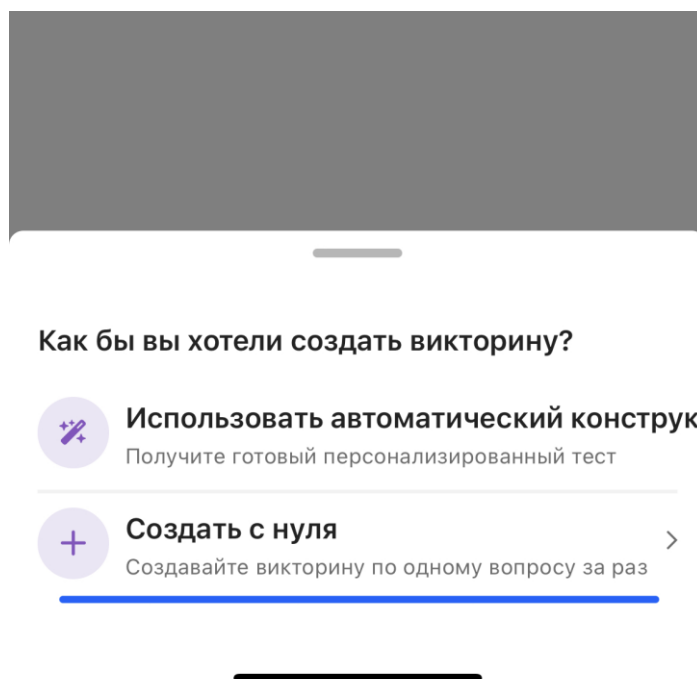 Как бы вы хотели создать викторину?
Использовать автоматический конструк
Получите готовый персонализированный тест
Создать с нуля
Создавайте викторину по одному вопросу за раз